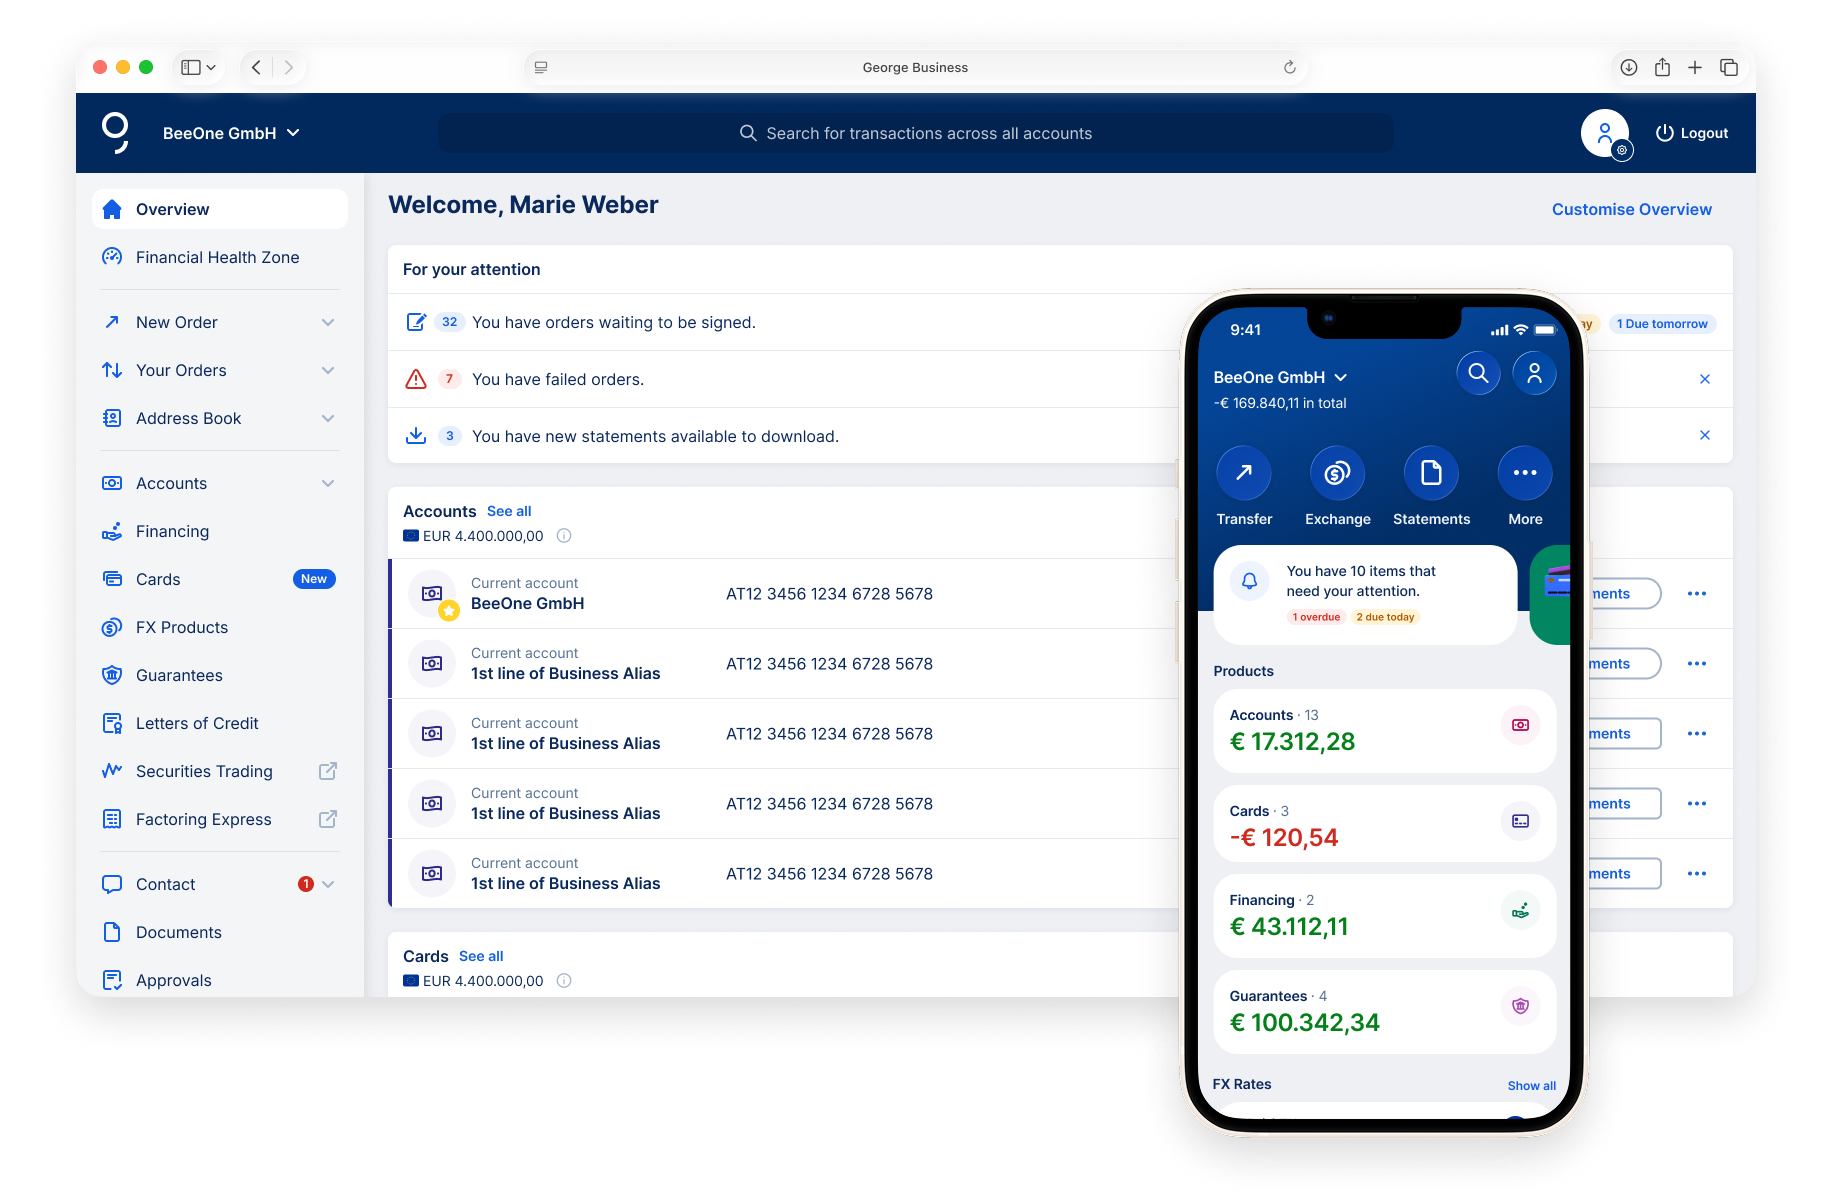 George Business
BeeOne GmbH
Search for transactions across all accounts
Logout
Overview
Financial Health Zone
New Order
Your Orders
Address Book
Accounts
Financing
Cards
New
FX Products
Guarantees
Letters of Credit
Securities Trading
Factoring Express
Contact
1
Documents
Approvals
Welcome, Marie Weber
Customise Overview
For your attention
32 You have orders waiting to be signed.
1 Due tomorrow
7 You have failed orders.
3 You have new statements available to download.
Accounts See all
EUR 4.400.000,00
Current account
BeeOne GmbH
AT12 3456 1234 6728 5678
Current account
1st line of Business Alias
AT12 3456 1234 6728 5678
Current account
1st line of Business Alias
AT12 3456 1234 6728 5678
Current account
1st line of Business Alias
AT12 3456 1234 6728 5678
Current account
1st line of Business Alias
AT12 3456 1234 6728 5678
Cards See all
EUR 4.400.000,00
9:41
BeeOne GmbH
-€ 169.840,11 in total
Transfer
Exchange
Statements
More
You have 10 items that
need your attention.
1 overdue 2 due today
Products
Accounts · 13
€ 17.312,28
Cards · 3
-€ 120,54
Financing · 2
€ 43.112,11
Guarantees · 4
€ 100.342,34
FX Rates
Show all